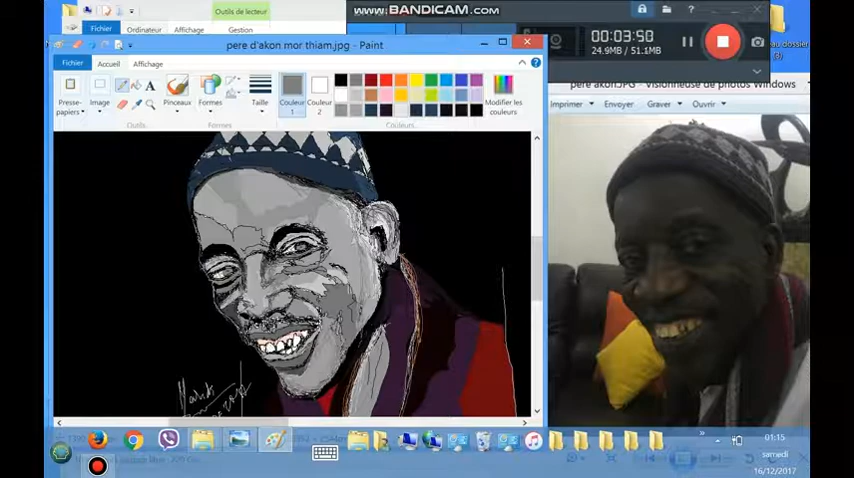 Outils de lecteur
Fichier
Ordinateur
Affichage
Gestion
www.BANDICAM.com
00:03:50
24.9MB / 51.1MB
pere d'akon mor thiam.jpg - Paint
Fichier
Accueil
Affichage
Presse-papiers
Image
Pinceaux
Formes
Taille
Couleur 1
Couleur 2
Modifier les couleurs
Outils
Formes
Couleurs
pere akon.JPG - Visionneuse de photos Windows
Imprimer
Envoyer
Graver
Ouvrir
01:15
samedi
16/12/2017